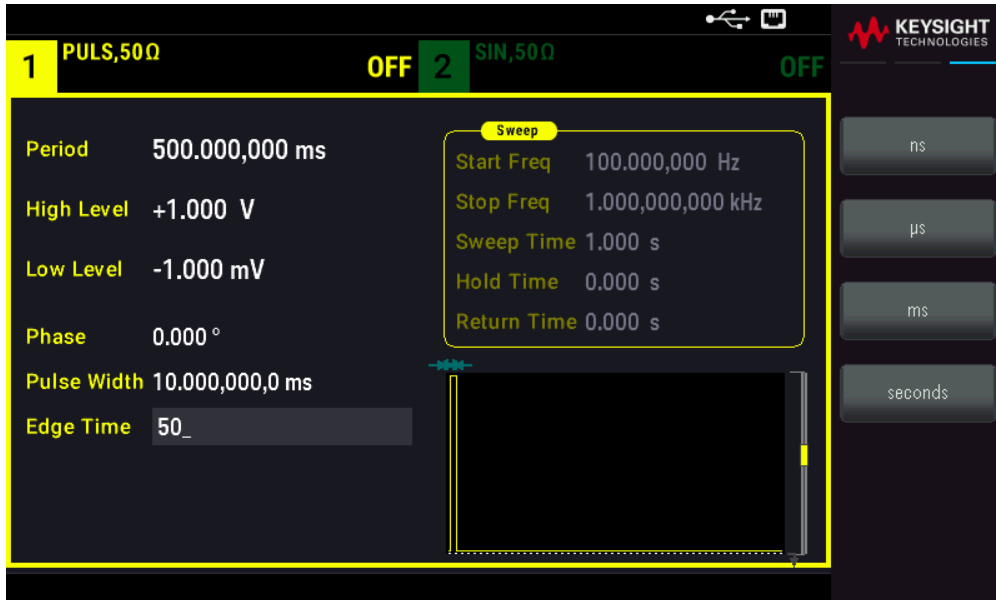 KEYSIGHT
TECHNOLOGIES
1 PULS,50Ω OFF
2 SIN,50Ω OFF
Period 500.000,000 ms
High Level +1.000 V
Low Level -1.000 mV
Phase 0.000 °
Pulse Width 10.000,000,0 ms
Edge Time 50_
Sweep
Start Freq 100.000,000 Hz
Stop Freq 1.000,000,000 kHz
Sweep Time 1.000 s
Hold Time 0.000 s
Return Time 0.000 s
ns
µs
ms
seconds